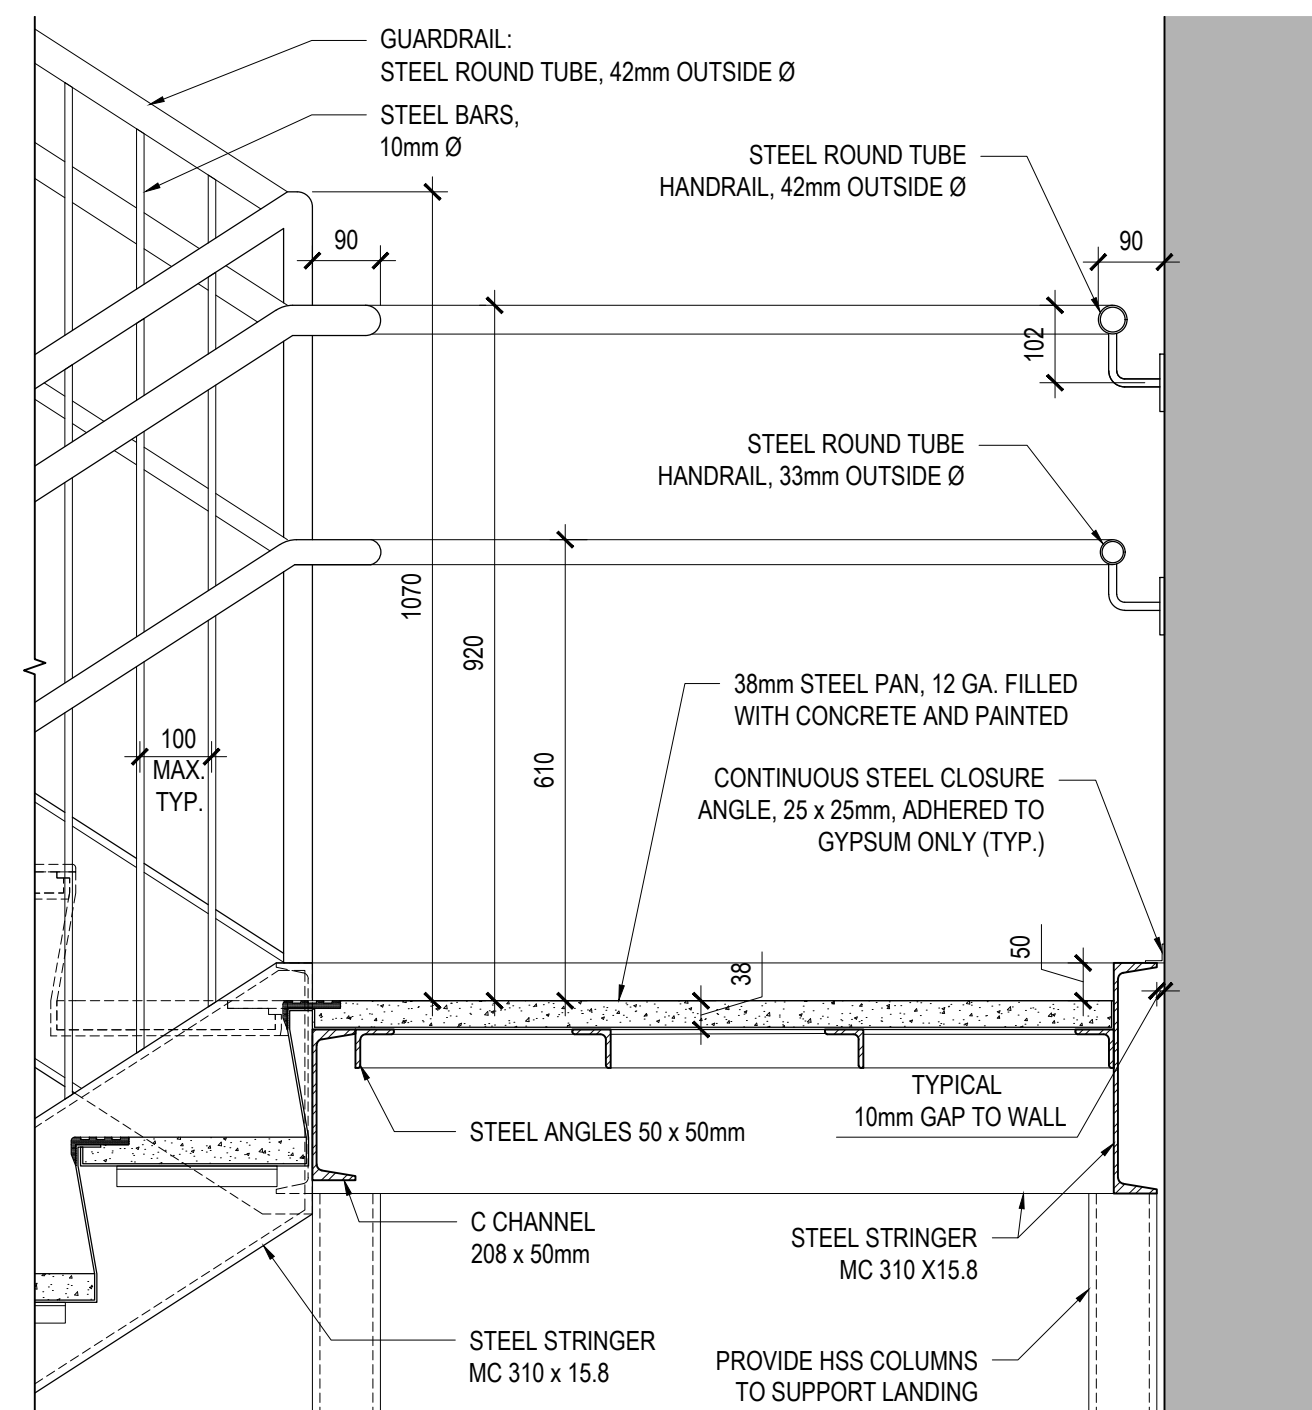 GUARDRAIL:
STEEL ROUND TUBE, 42mm OUTSIDE Ø
STEEL BARS,
10mm Ø
STEEL ROUND TUBE
HANDRAIL, 42mm OUTSIDE Ø
90
90
102
STEEL ROUND TUBE
HANDRAIL, 33mm OUTSIDE Ø
1070
920
610
38mm STEEL PAN, 12 GA. FILLED
WITH CONCRETE AND PAINTED
100
MAX.
TYP.
CONTINUOUS STEEL CLOSURE
ANGLE, 25 x 25mm, ADHERED TO
GYPSUM ONLY (TYP.)
38
50
TYPICAL
10mm GAP TO WALL
STEEL ANGLES 50 x 50mm
C CHANNEL
208 x 50mm
STEEL STRINGER
MC 310 X15.8
STEEL STRINGER
MC 310 x 15.8
PROVIDE HSS COLUMNS
TO SUPPORT LANDING